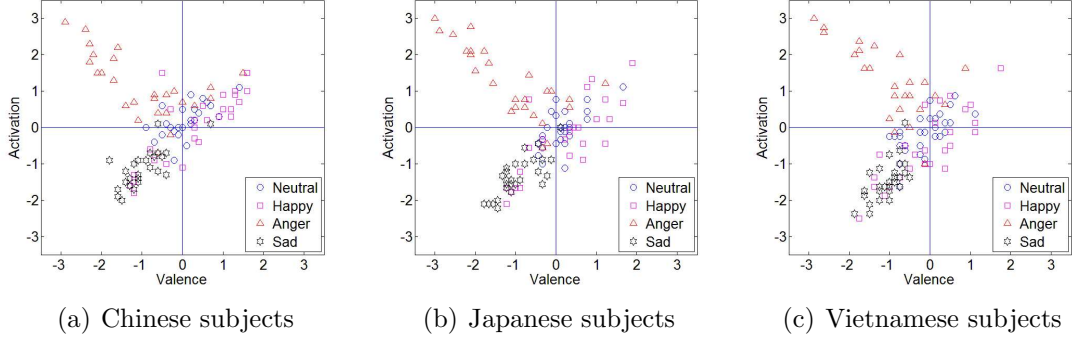 3
2
1
0
-1
-2
-3
Activation
-3 -2 -1 0 1 2 3
Valence
Neutral
Happy
Anger
Sad
(a) Chinese subjects
3
2
1
0
-1
-2
-3
Activation
-3 -2 -1 0 1 2 3
Valence
Neutral
Happy
Anger
Sad
(b) Japanese subjects
3
2
1
0
-1
-2
-3
Activation
-3 -2 -1 0 1 2 3
Valence
Neutral
Happy
Anger
Sad
(c) Vietnamese subjects